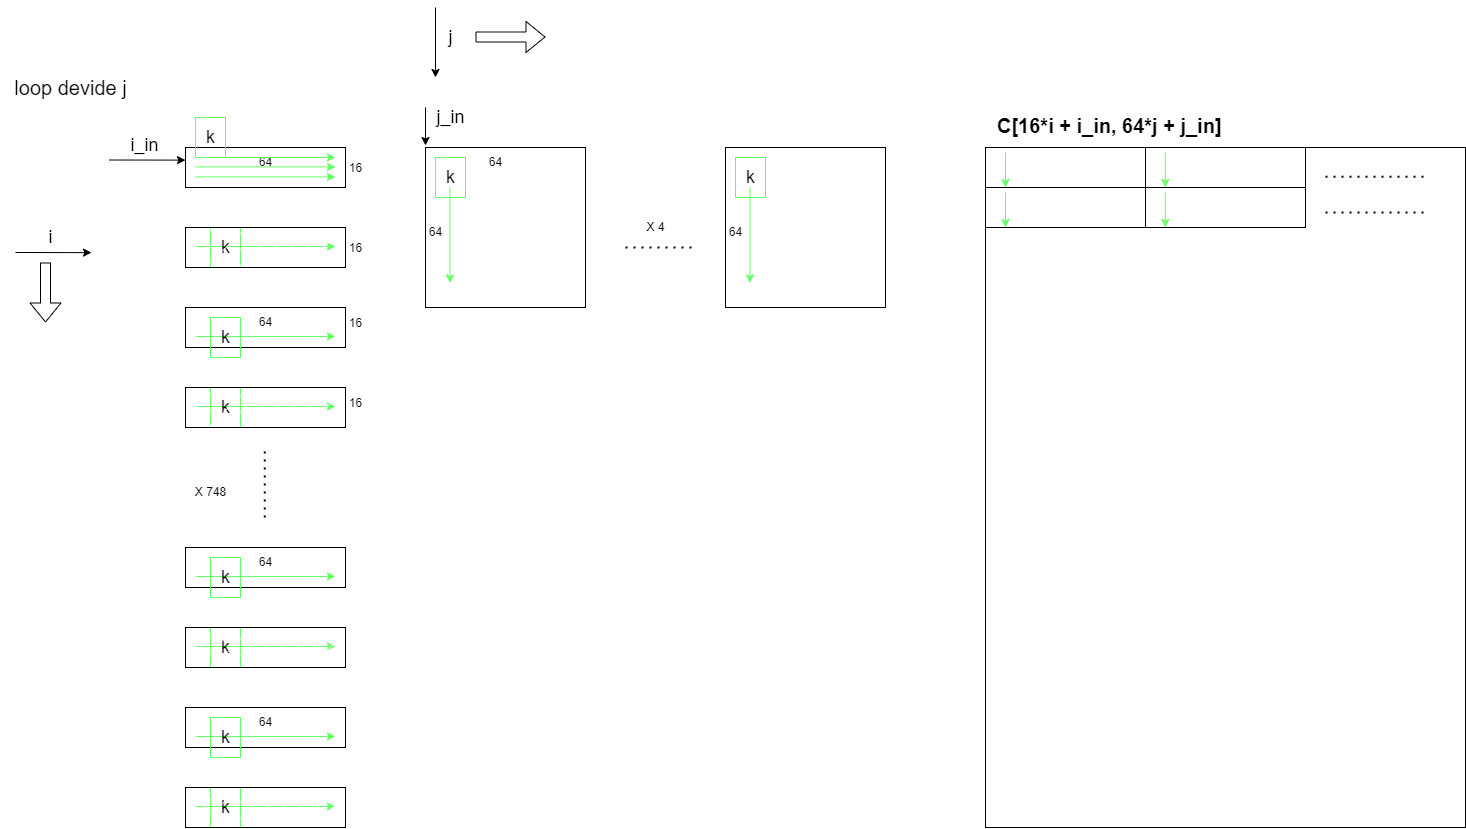 j
loop devide j
j_in
C[16*i + i_in, 64*j + j_in]
k
i_in
64
16
64
k
k
i
k
16
64
X 4
64
64
16
k
k
16
X 748
64
k
k
64
k
k